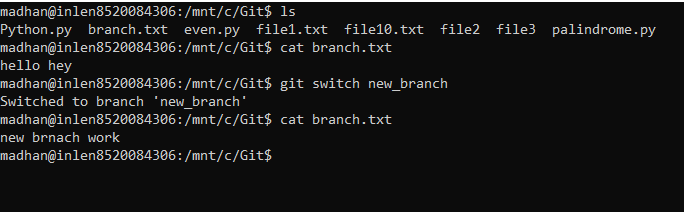 madhan@inlen8520084306:/mnt/c/Git$ ls
Python.py  branch.txt  even.py  file1.txt  file10.txt  file2  file3  palindrome.py
madhan@inlen8520084306:/mnt/c/Git$ cat branch.txt
hello hey
madhan@inlen8520084306:/mnt/c/Git$ git switch new_branch
Switched to branch 'new_branch'
madhan@inlen8520084306:/mnt/c/Git$ cat branch.txt
new brnach work
madhan@inlen8520084306:/mnt/c/Git$